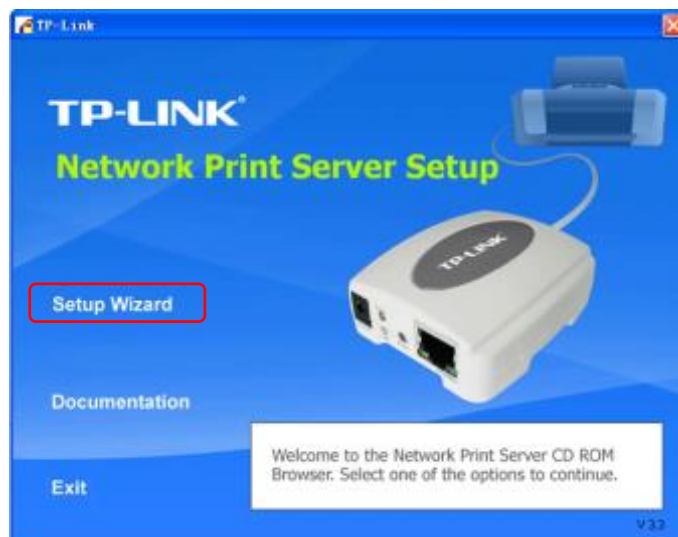 TP-Link
TP-LINK®
Network Print Server Setup
TP-LINK
Setup Wizard
Documentation
Welcome to the Network Print Server CD ROM
Browser. Select one of the options to continue.
Exit
V 3.3